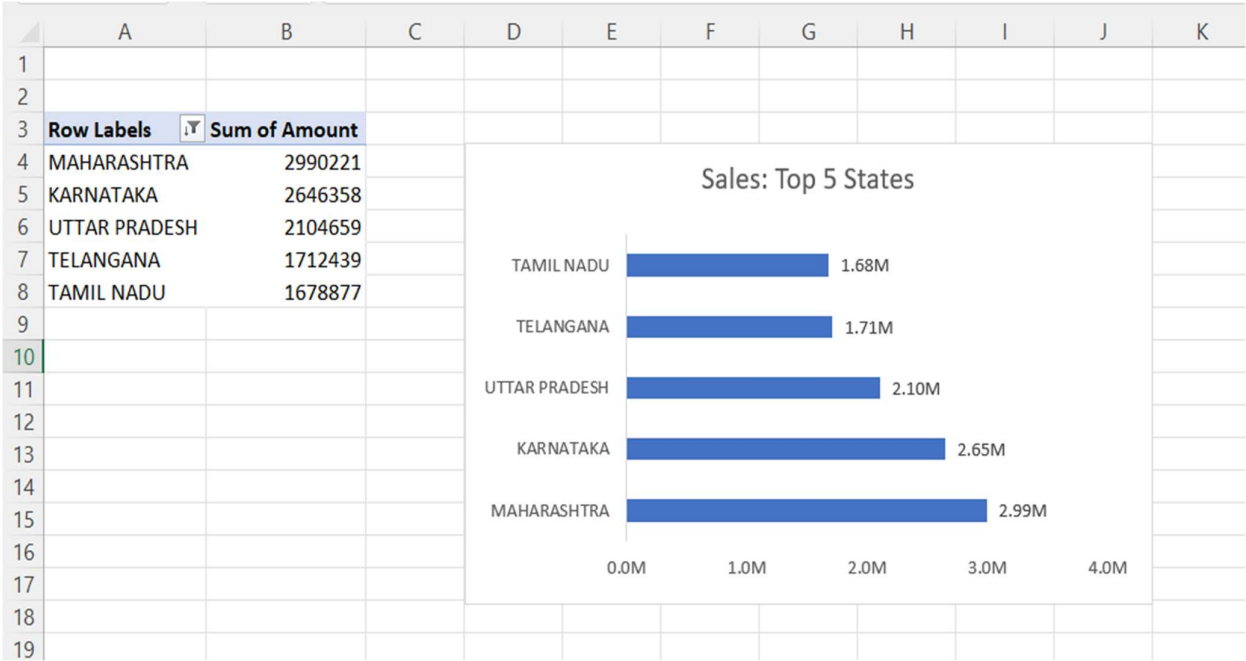 A B C D E F G H I J K
1
2
3 Row Labels Sum of Amount
4 MAHARASHTRA 2990221
5 KARNATAKA 2646358
6 UTTAR PRADESH 2104659
7 TELANGANA 1712439
8 TAMIL NADU 1678877
9
10
11
12
13
14
15
16
17
18
19
Sales: Top 5 States
TAMIL NADU 1.68M
TELANGANA 1.71M
UTTAR PRADESH 2.10M
KARNATAKA 2.65M
MAHARASHTRA 2.99M
0.0M 1.0M 2.0M 3.0M 4.0M